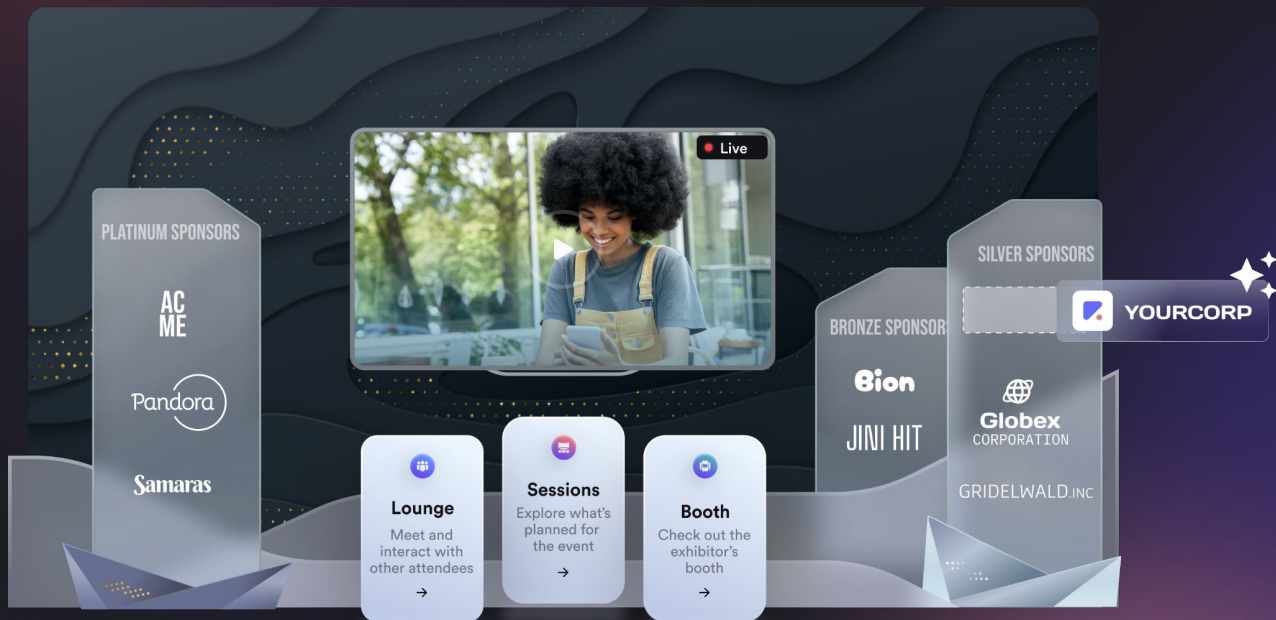 Live
PLATINUM SPONSORS
AC
ME
Pandora
Samaras
BRONZE SPONSOR
Bion
JINI HIT
SILVER SPONSORS
YOURCORP
Globex
CORPORATION
GRIDELWALD.INC
Lounge
Meet and
interact with
other attendees
→
Sessions
Explore what's
planned for
the event
→
Booth
Check out the
exhibitor's
booth
→